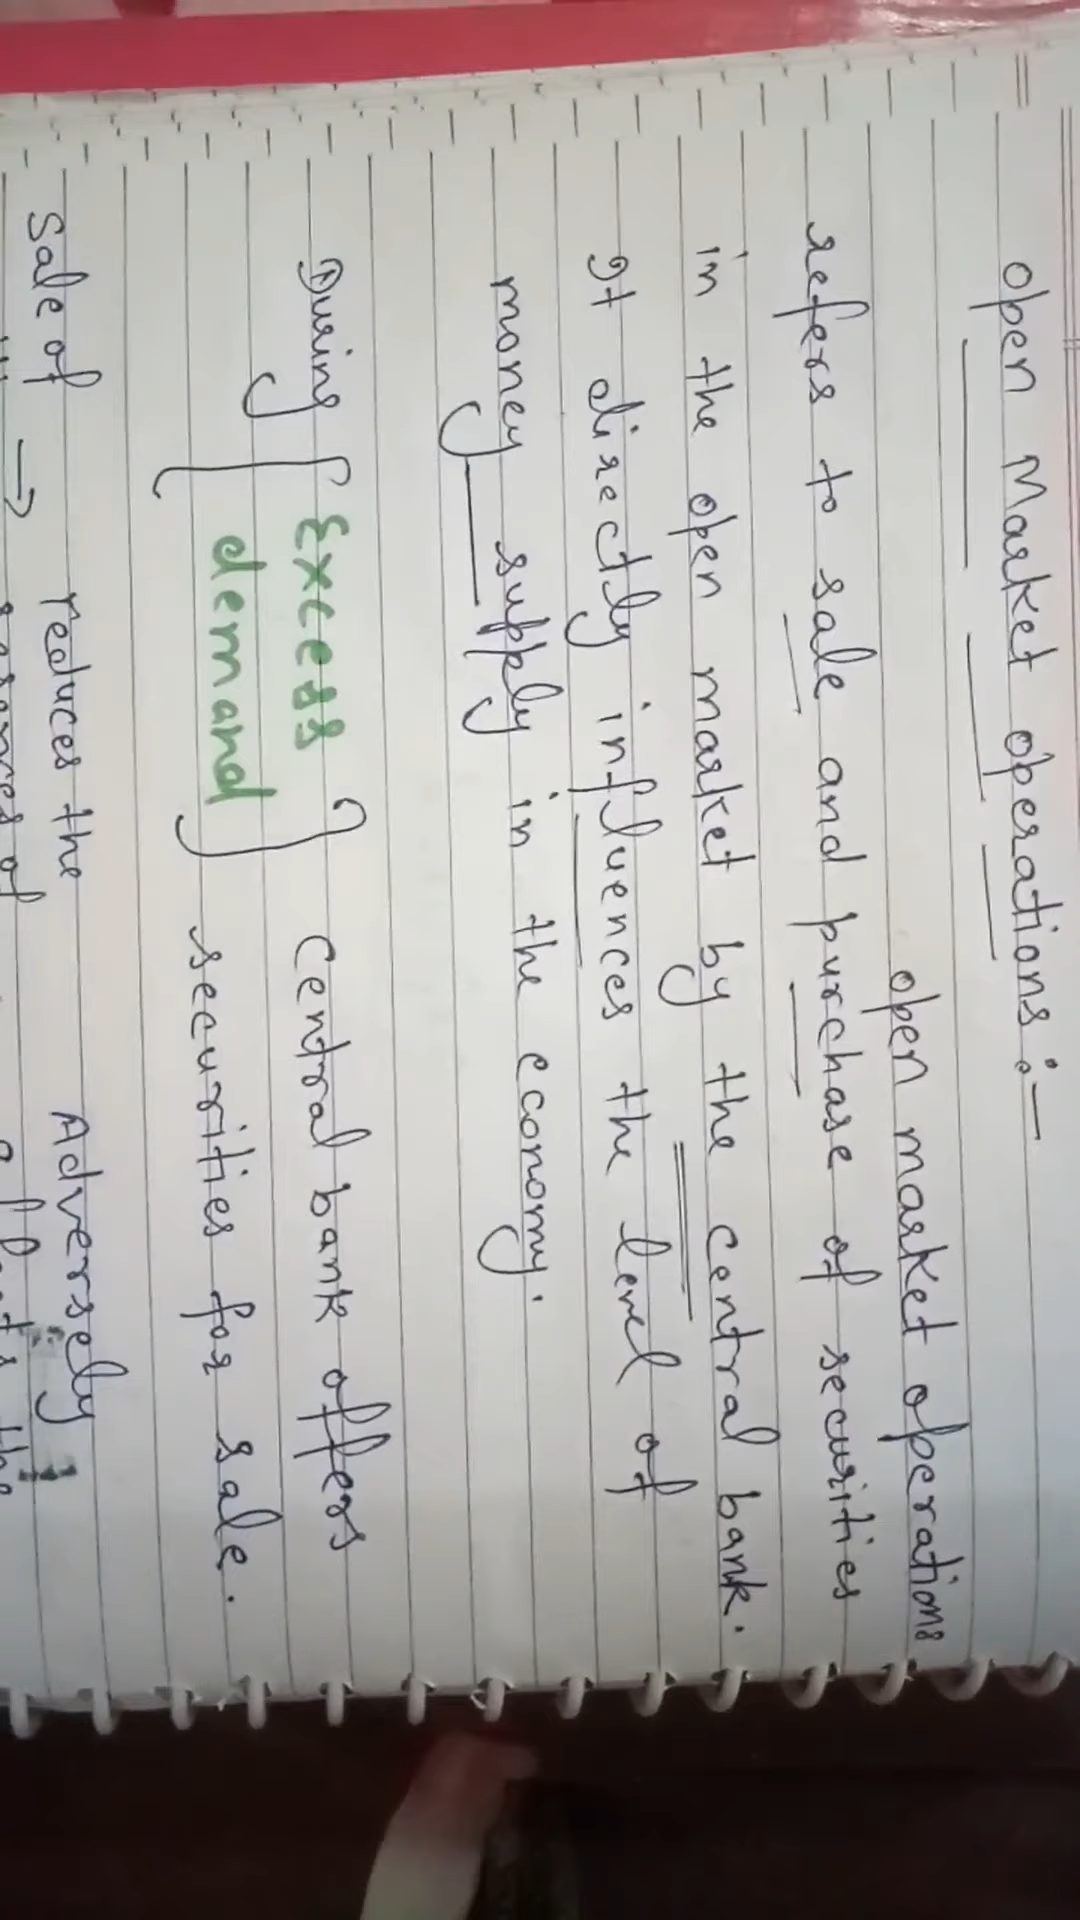 open Market operations :-
open market operations
refers to sale and purchase of securities
in the open market by the central bank.
It directly influences the level of
money supply in the economy.
During { Excess } central bank offers
demand securities for sale.
Sale of → reduces the Adversely